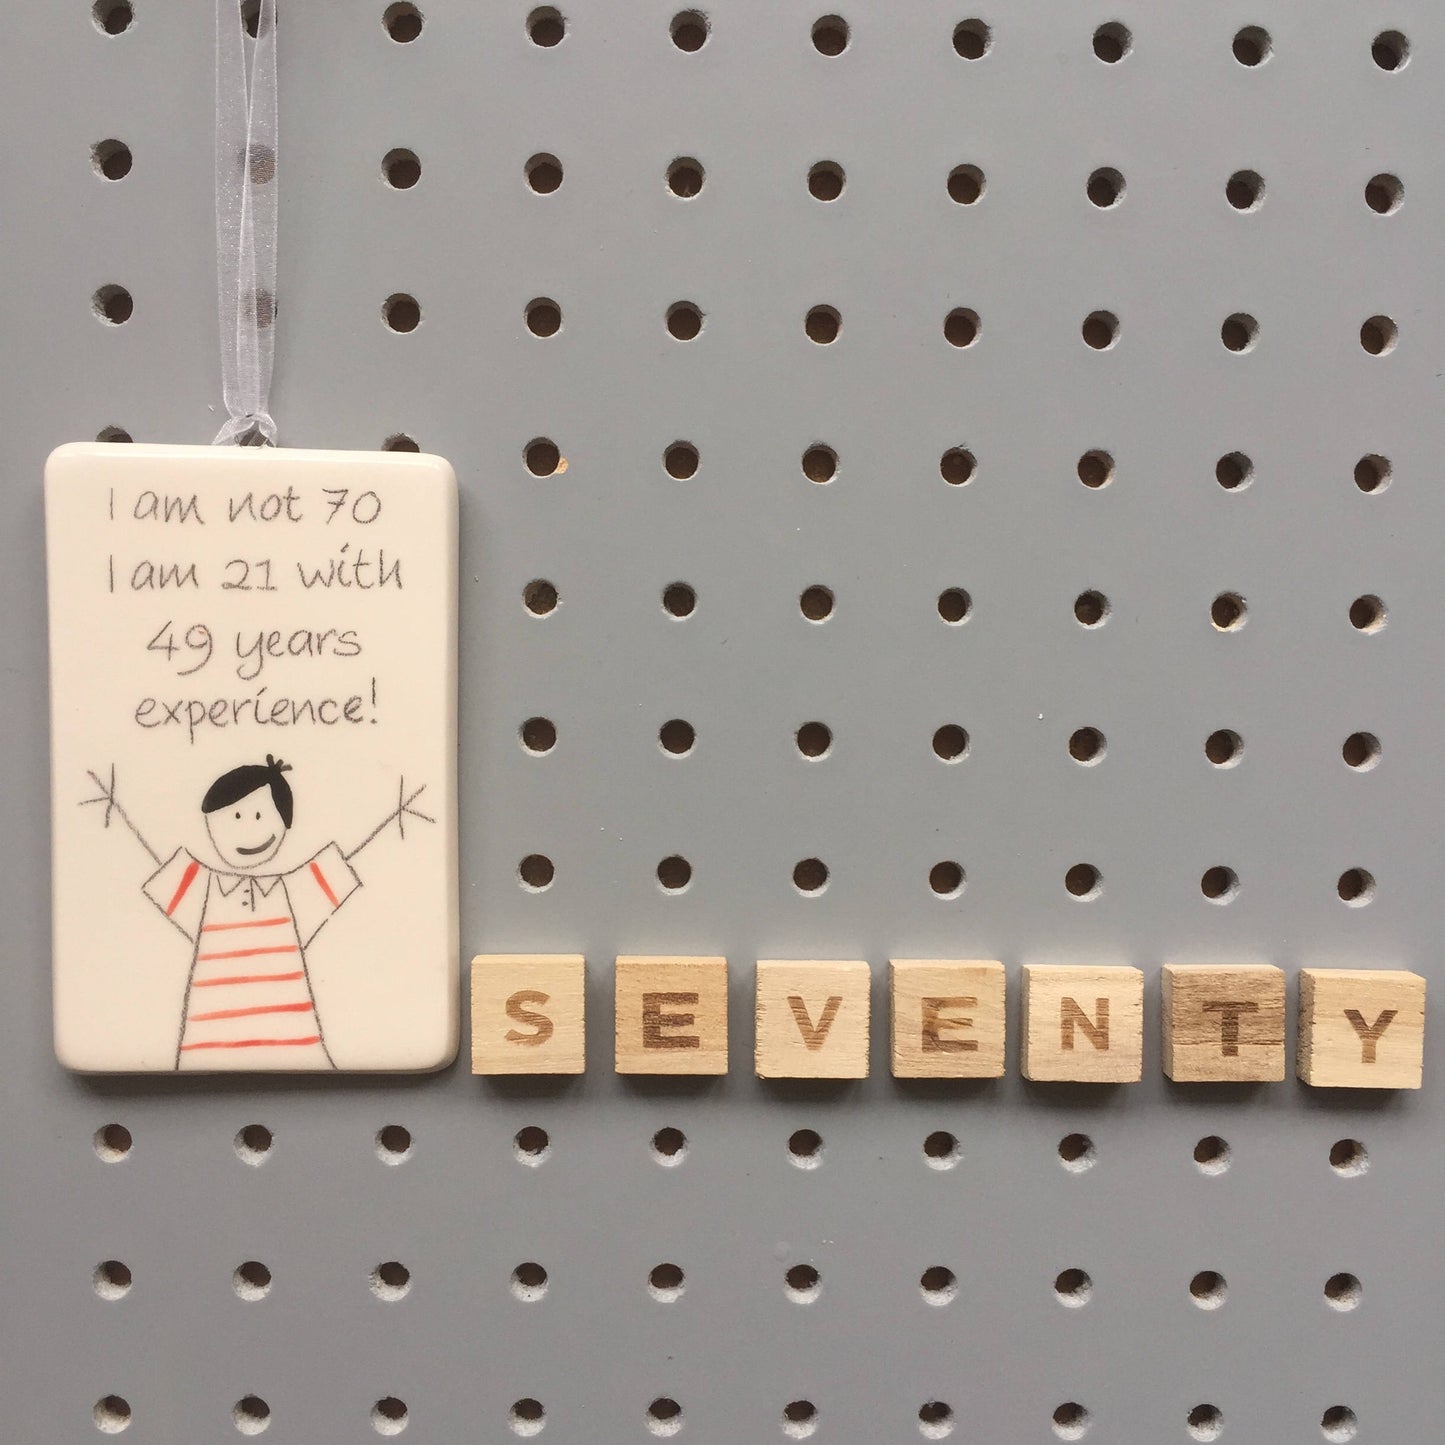 I am not 70
I am 21 with
49 years
experience!
SEVENTY